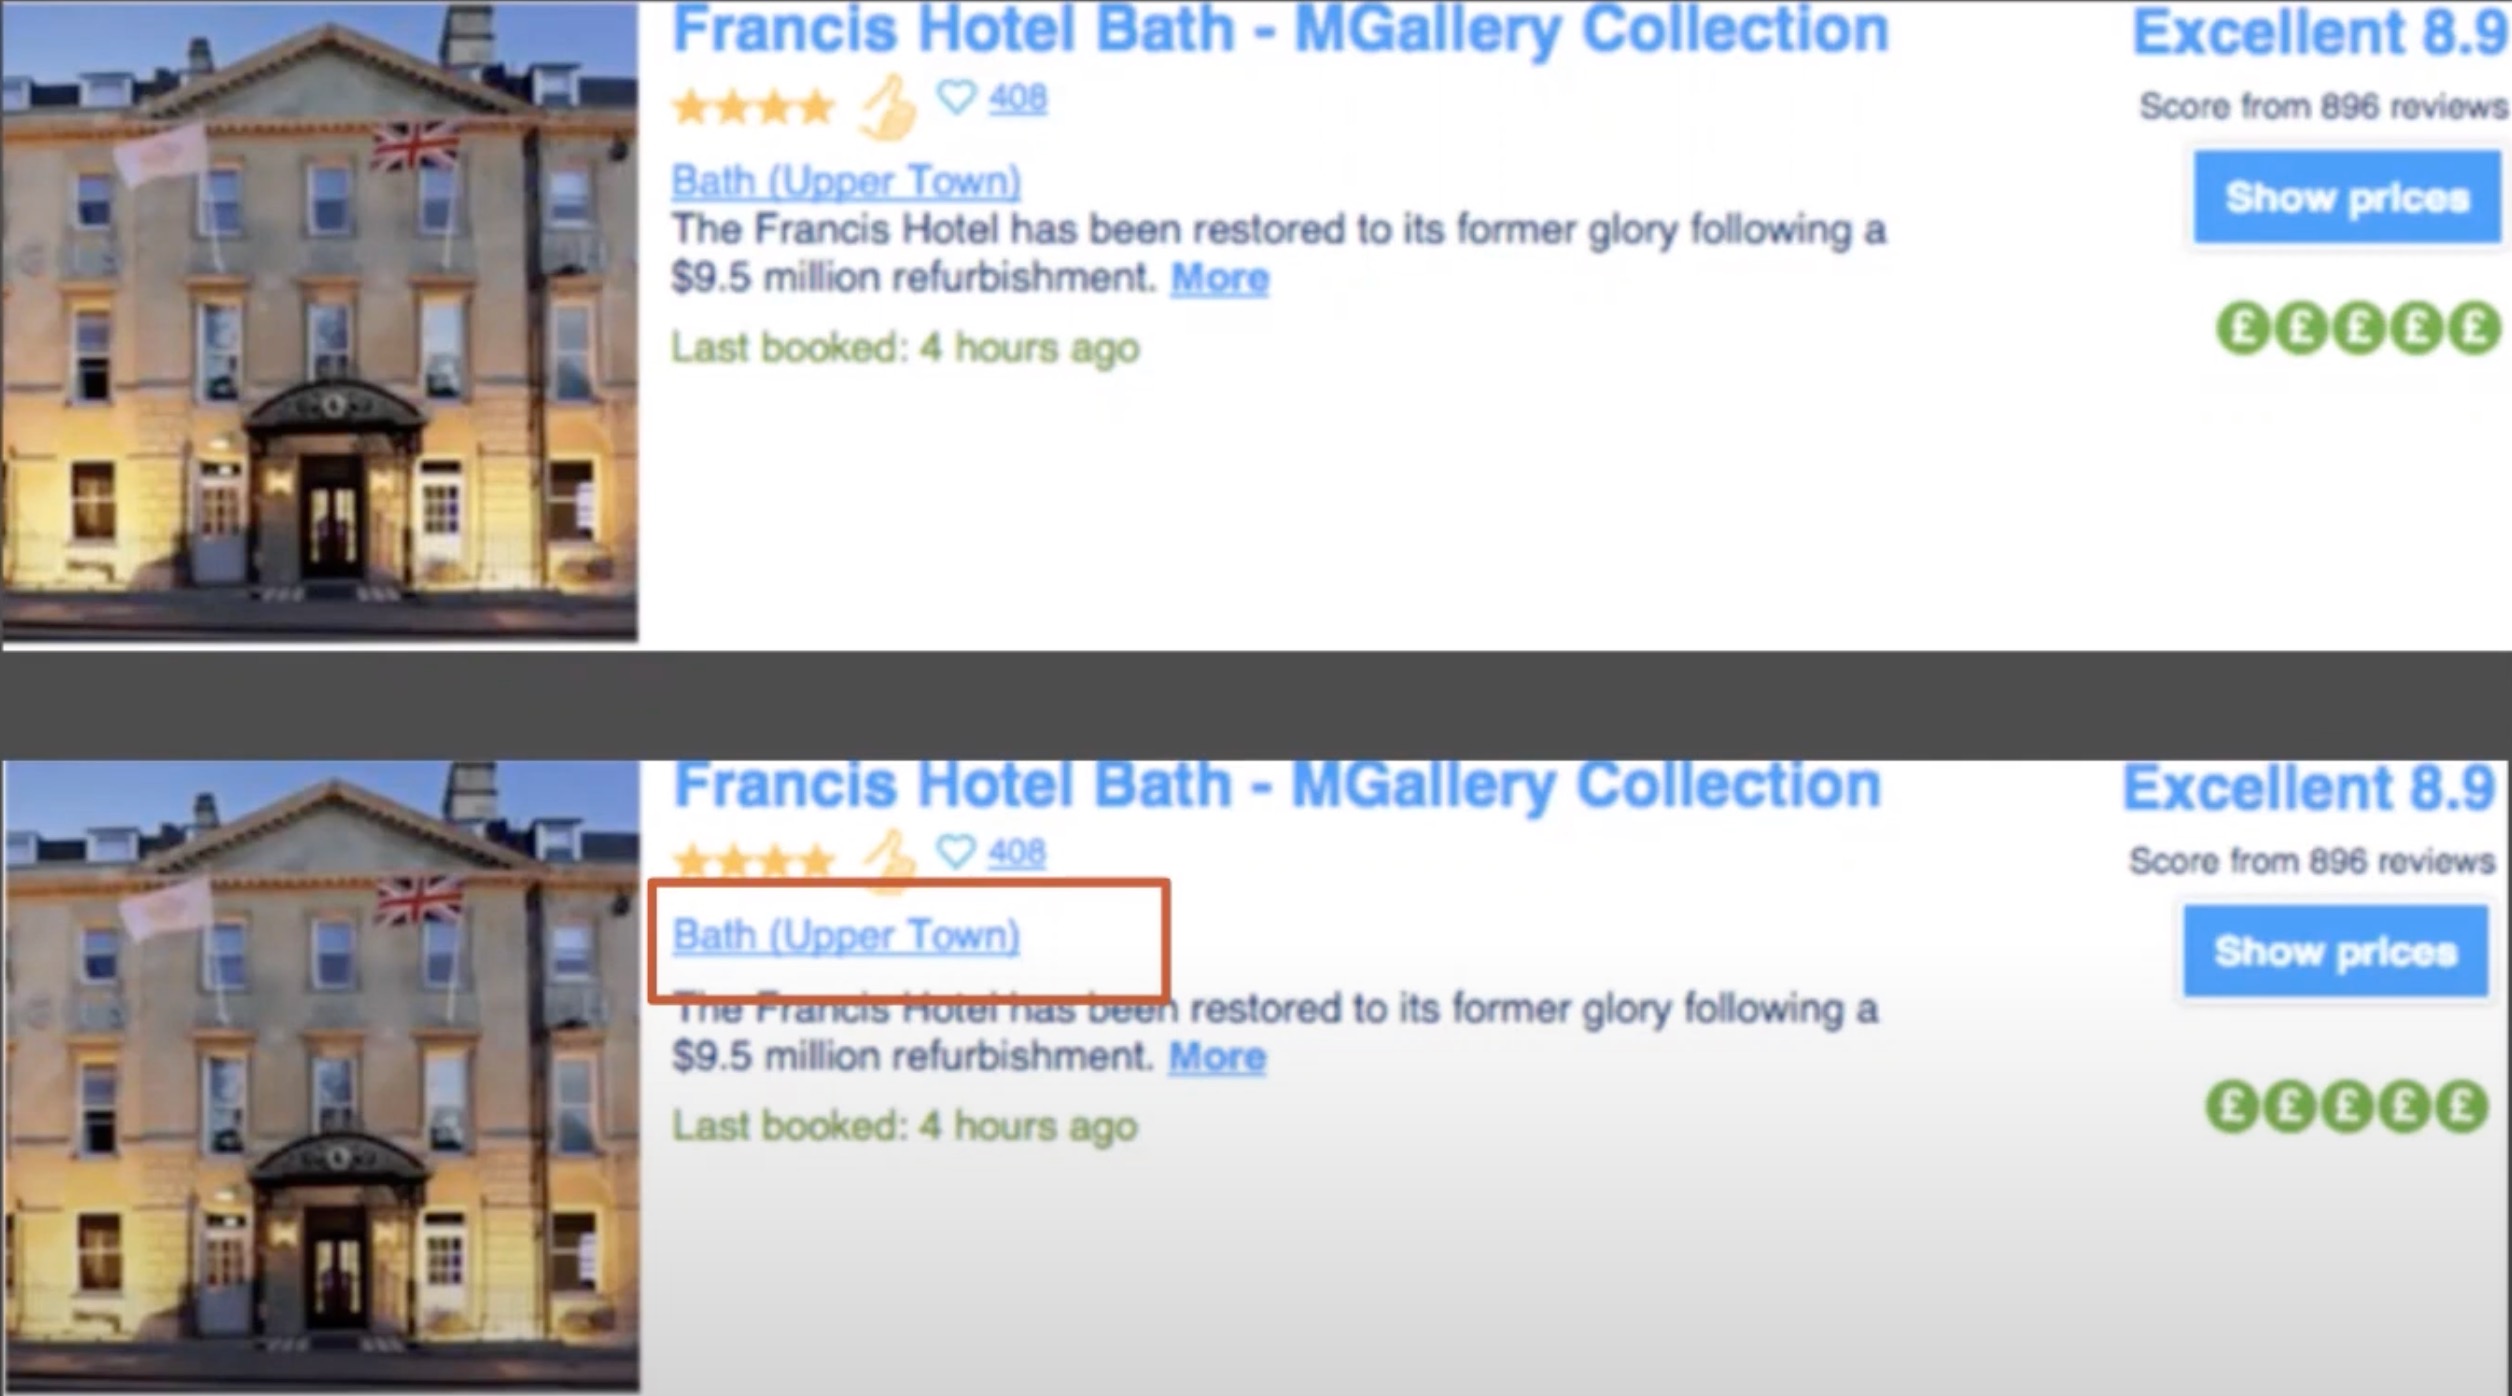 Francis Hotel Bath - MGallery Collection
408
Bath (Upper Town)
The Francis Hotel has been restored to its former glory following a
$9.5 million refurbishment. More
Last booked: 4 hours ago
Excellent 8.9
Score from 896 reviews
Show prices
£££££
Francis Hotel Bath - MGallery Collection
408
Bath (Upper Town)
The Francis Hotel has been restored to its former glory following a
$9.5 million refurbishment. More
Last booked: 4 hours ago
Excellent 8.9
Score from 896 reviews
Show prices
£££££